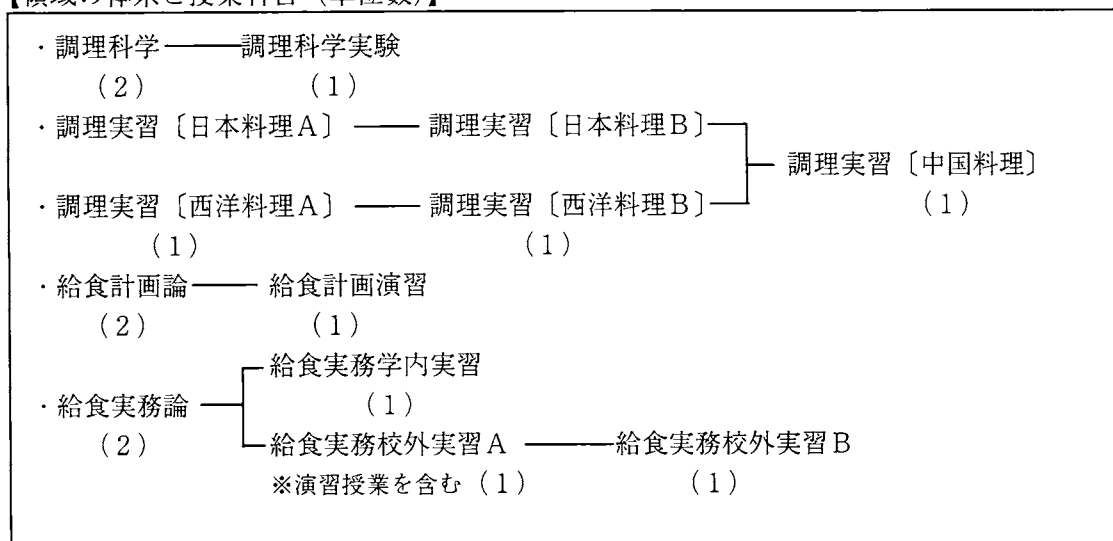 【領域の体系と授業科目（単位数）】
・調理科学 調理科学実験
（２） （１）
・調理実習〔日本料理Ａ〕 調理実習〔日本料理Ｂ〕
調理実習〔中国料理〕
・調理実習〔西洋料理Ａ〕 調理実習〔西洋料理Ｂ〕 （１）
（１） （１）
・給食計画論 給食計画演習
（２） （１）
給食実務学内実習
・給食実務論 （１）
（２） 給食実務校外実習Ａ 給食実務校外実習Ｂ
※演習授業を含む（１） （１）